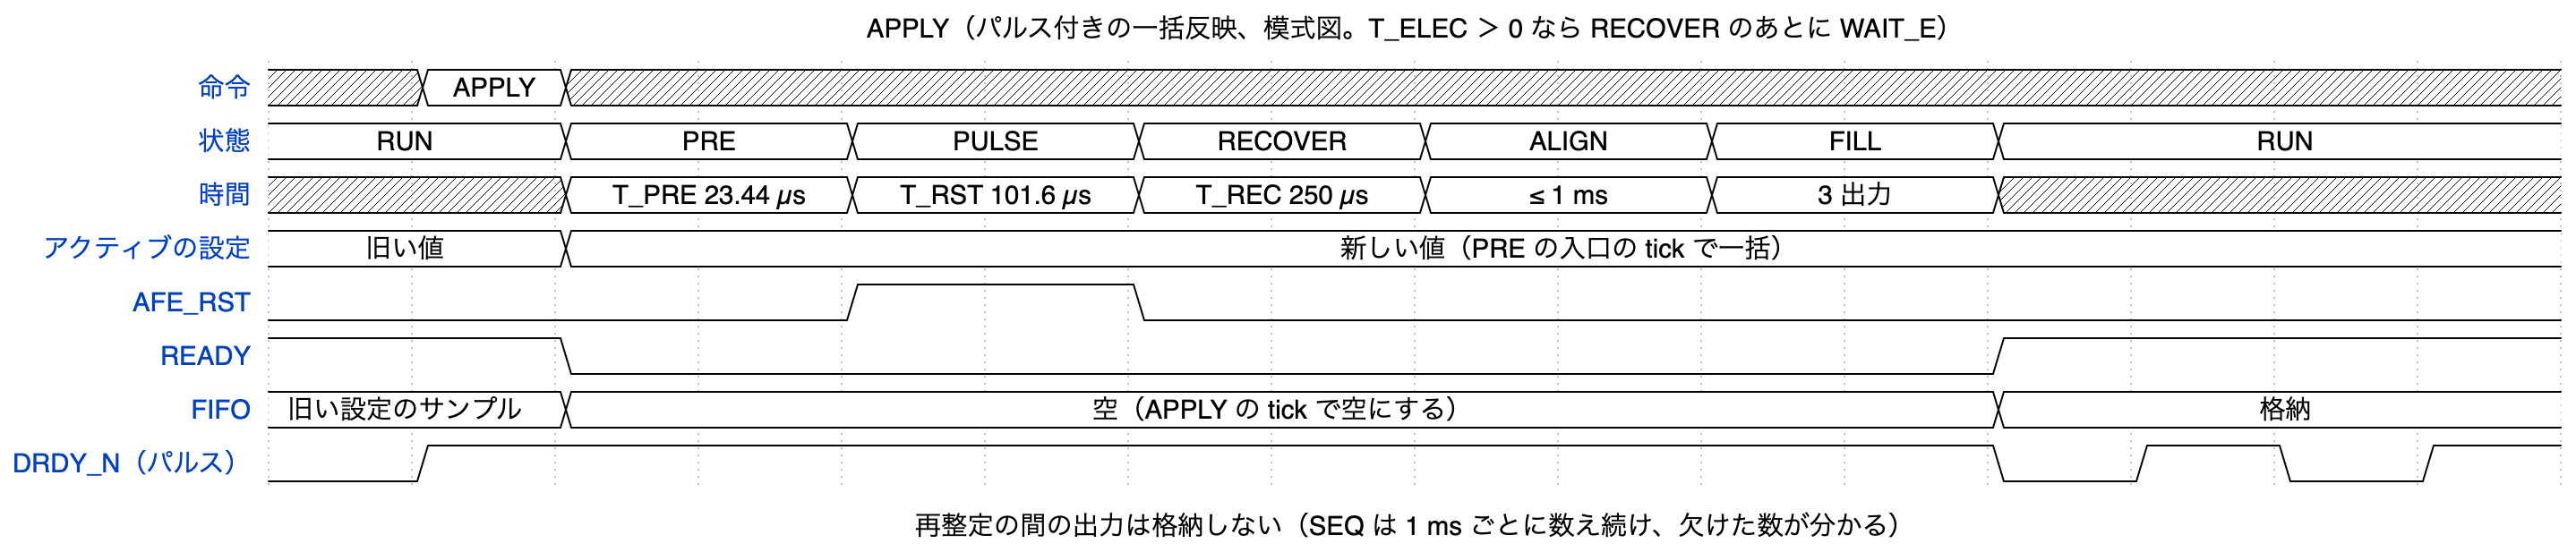 APPLY（パルス付きの一括反映、模式図。T_ELEC ＞ 0 なら RECOVER のあとに WAIT_E）
命令 APPLY
状態 RUN PRE PULSE RECOVER ALIGN FILL RUN
時間 T_PRE 23.44 µs T_RST 101.6 µs T_REC 250 µs ≤ 1 ms 3 出力
アクティブの設定 旧い値 新しい値（PRE の入口の tick で一括）
AFE_RST
READY
FIFO 旧い設定のサンプル 空（APPLY の tick で空にする） 格納
DRDY_N（パルス）
再整定の間の出力は格納しない（SEQ は 1 ms ごとに数え続け、欠けた数が分かる）